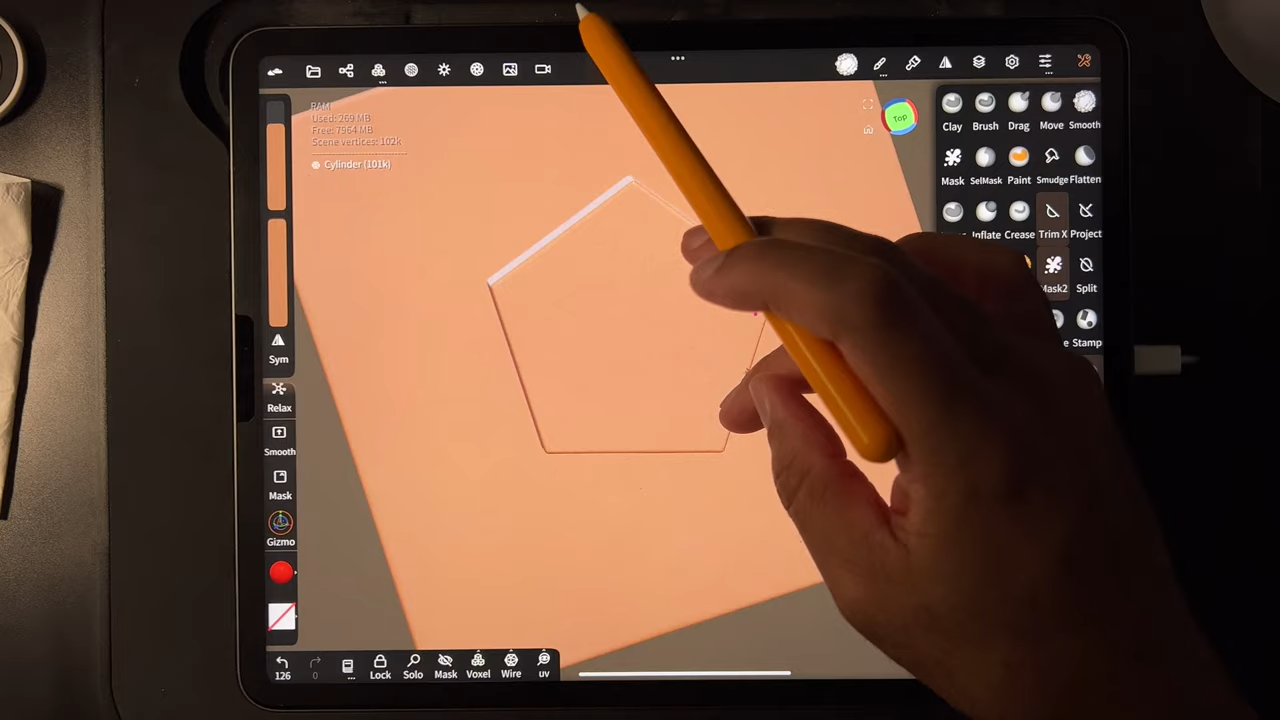 RAM
Used: 269 MB
Free: 7964 MB
Scene vertices: 102k
Cylinder (101k)
Top
Clay Brush Drag Move Smooth
Mask SelMask Paint Smudge Flatten
Inflate Crease Trim X Project
Mask2 Split
Stamp
Sym
Relax
Smooth
Mask
Gizmo
126 0 Lock Solo Mask Voxel Wire uv